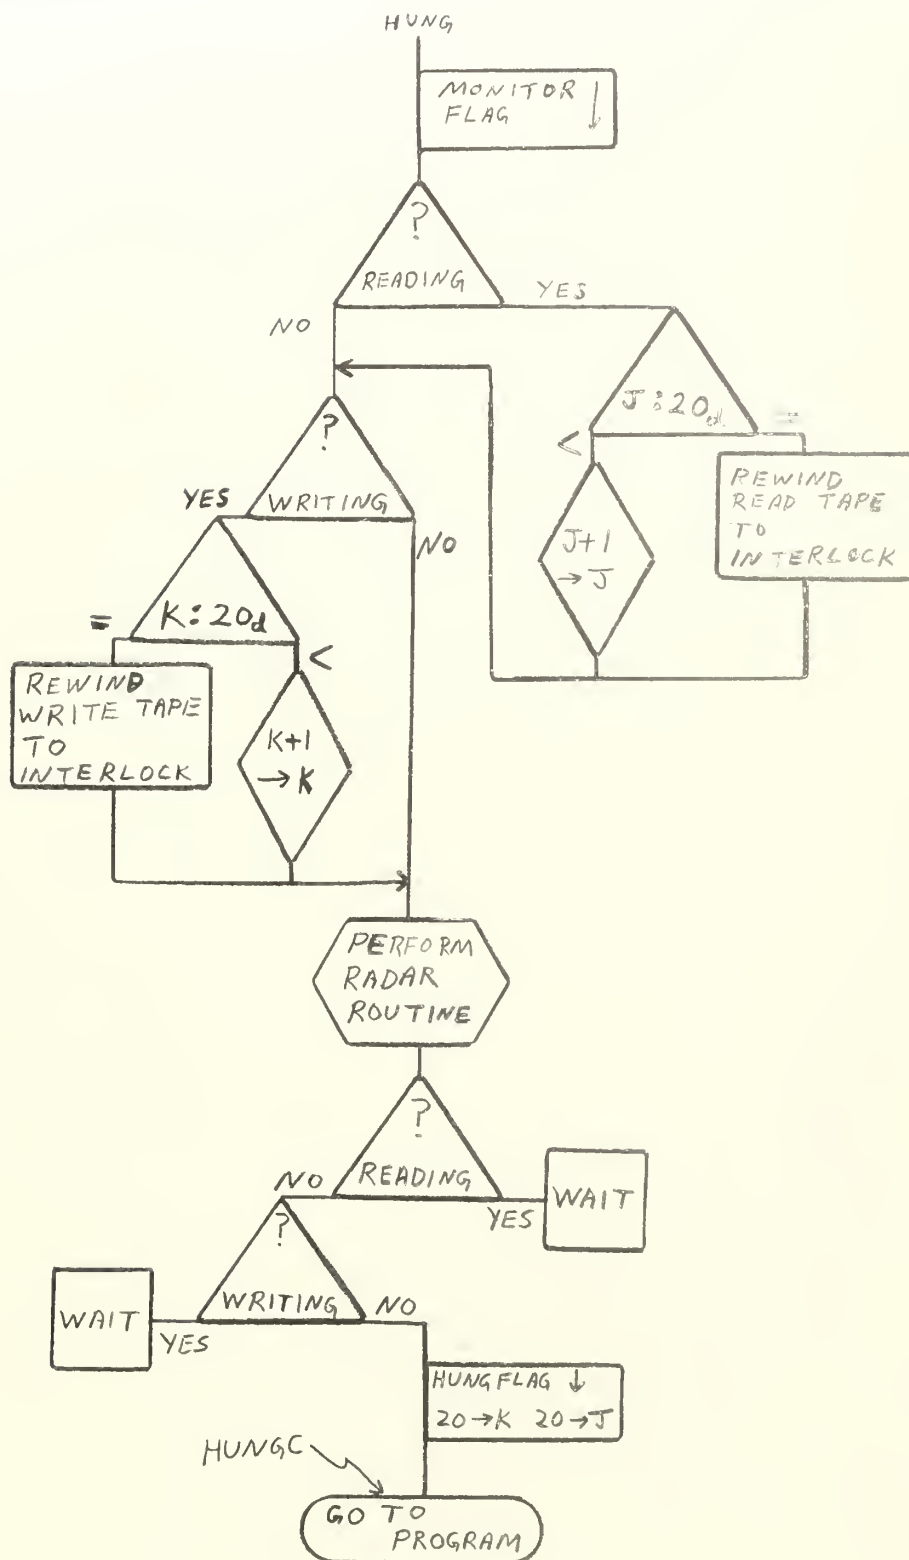 HUNG
MONITOR ↓
FLAG
?
READING
YES
NO
J:20d
<
=
REWIND
READ TAPE
TO
INTERLOCK
J+1
→ J
?
WRITING
YES
NO
K:20d
=
<
REWIND
WRITE TAPE
TO
INTERLOCK
K+1
→ K
PERFORM
RADAR
ROUTINE
?
READING
NO
YES
WAIT
?
WRITING
NO
YES
WAIT
HUNG FLAG ↓
20→K 20→J
HUNGC
GO TO
PROGRAM